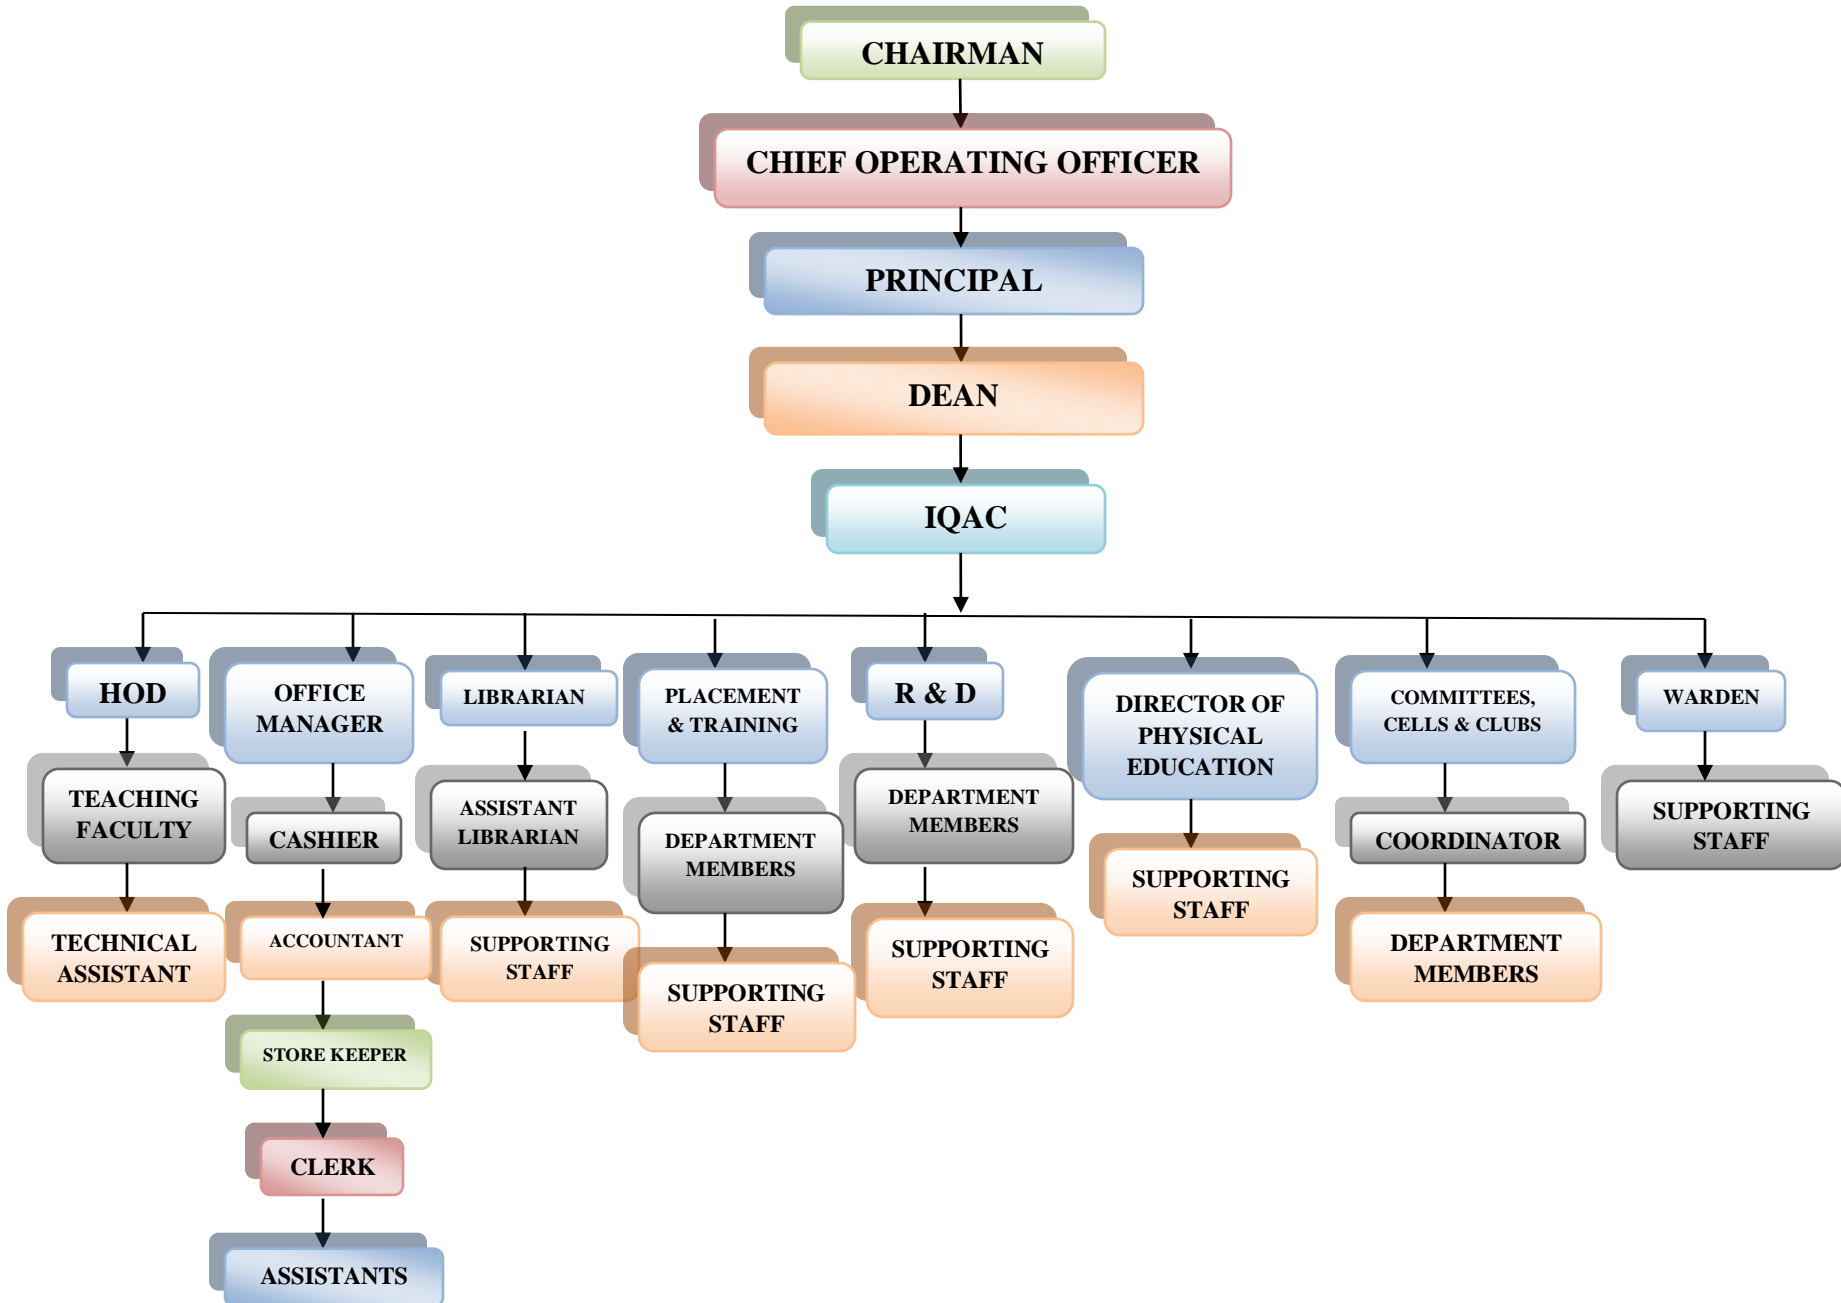 CHAIRMAN
CHIEF OPERATING OFFICER
PRINCIPAL
DEAN
IQAC
HOD
OFFICE
MANAGER
LIBRARIAN
PLACEMENT
& TRAINING
R & D
DIRECTOR OF
PHYSICAL
EDUCATION
COMMITTEES,
CELLS & CLUBS
WARDEN
TEACHING
FACULTY
CASHIER
ASSISTANT
LIBRARIAN
DEPARTMENT
MEMBERS
DEPARTMENT
MEMBERS
SUPPORTING
STAFF
COORDINATOR
SUPPORTING
STAFF
TECHNICAL
ASSISTANT
ACCOUNTANT
SUPPORTING
STAFF
SUPPORTING
STAFF
SUPPORTING
STAFF
DEPARTMENT
MEMBERS
STORE KEEPER
CLERK
ASSISTANTS